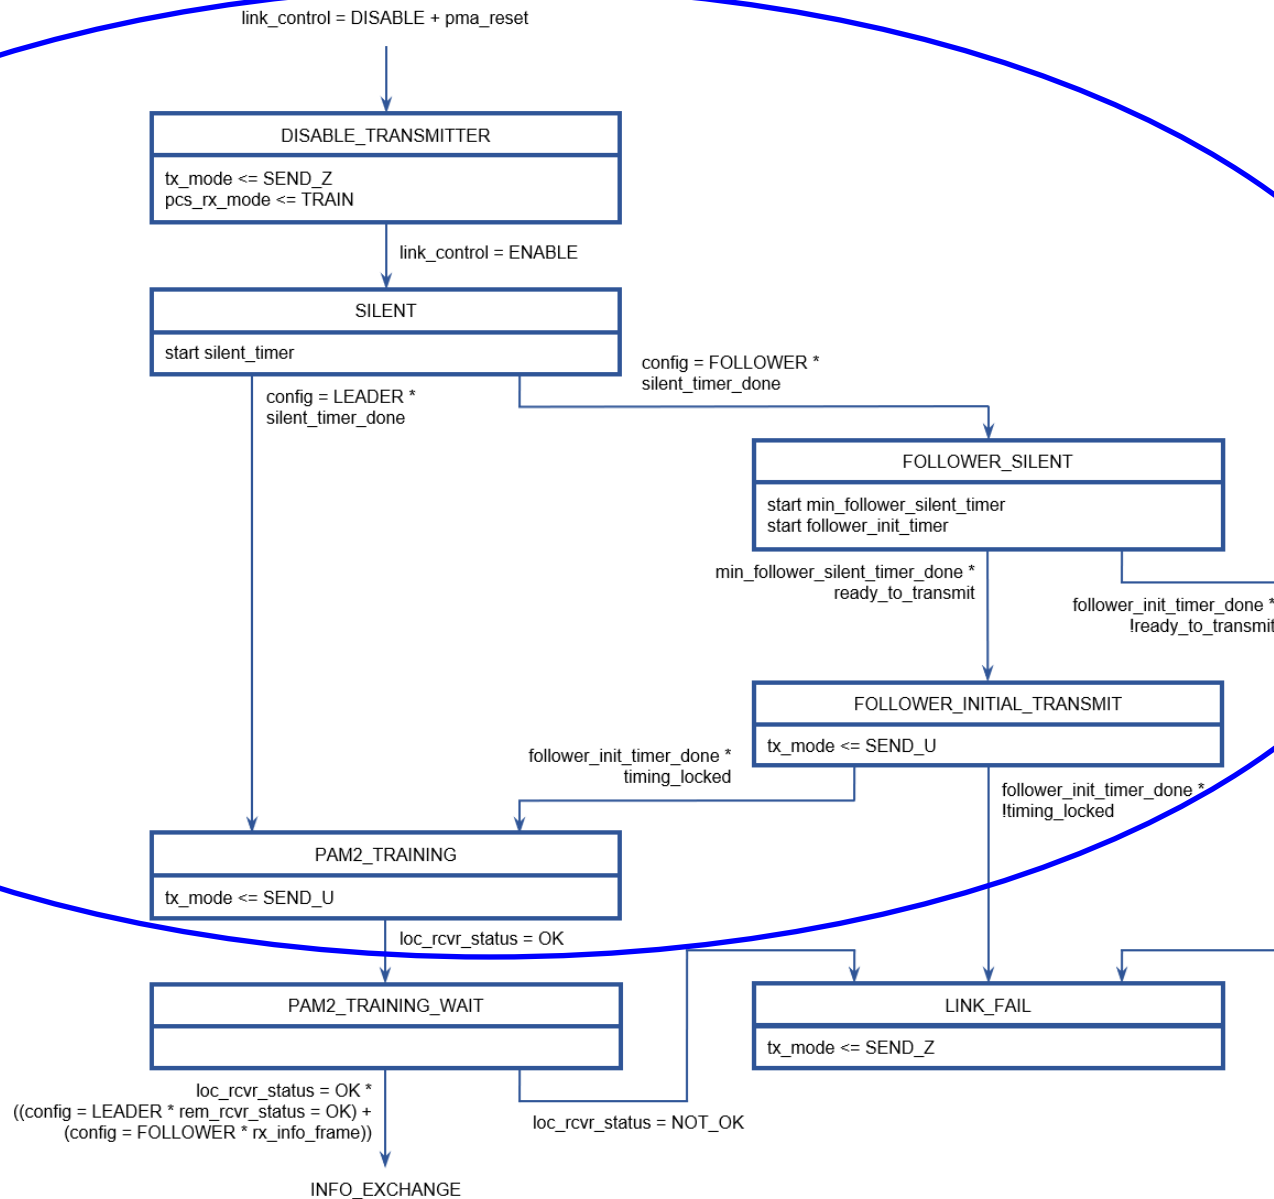 link_control = DISABLE + pma_reset
DISABLE_TRANSMITTER
tx_mode <= SEND_Z
pcs_rx_mode <= TRAIN
link_control = ENABLE
SILENT
start silent_timer
config = LEADER *
silent_timer_done
config = FOLLOWER *
silent_timer_done
FOLLOWER_SILENT
start min_follower_silent_timer
start follower_init_timer
min_follower_silent_timer_done *
ready_to_transmit
follower_init_timer_done *
!ready_to_transmit
FOLLOWER_INITIAL_TRANSMIT
tx_mode <= SEND_U
follower_init_timer_done *
timing_locked
follower_init_timer_done *
!timing_locked
PAM2_TRAINING
tx_mode <= SEND_U
loc_rcvr_status = OK
PAM2_TRAINING_WAIT
LINK_FAIL
tx_mode <= SEND_Z
loc_rcvr_status = OK *
((config = LEADER * rem_rcvr_status = OK) +
(config = FOLLOWER * rx_info_frame))
loc_rcvr_status = NOT_OK
INFO_EXCHANGE